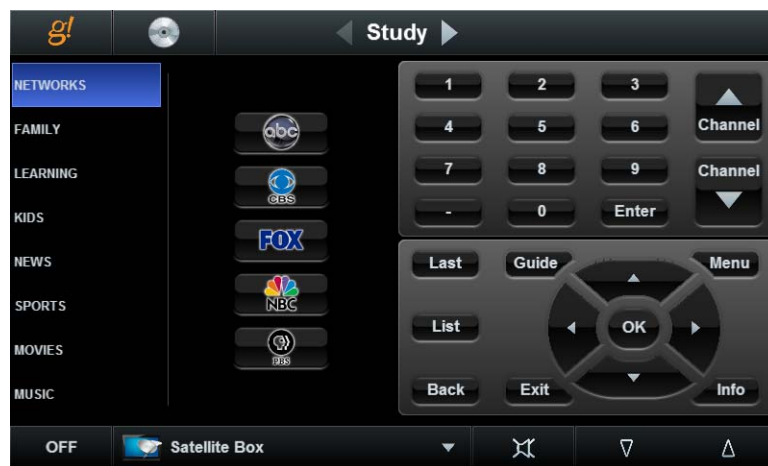 g!
Study
NETWORKS
FAMILY
LEARNING
KIDS
NEWS
SPORTS
MOVIES
MUSIC
abc
CBS
FOX
NBC
PBS
1 2 3
4 5 6
7 8 9
- 0 Enter
Channel
Channel
Last Guide Menu
List OK
Back Exit Info
OFF Satellite Box